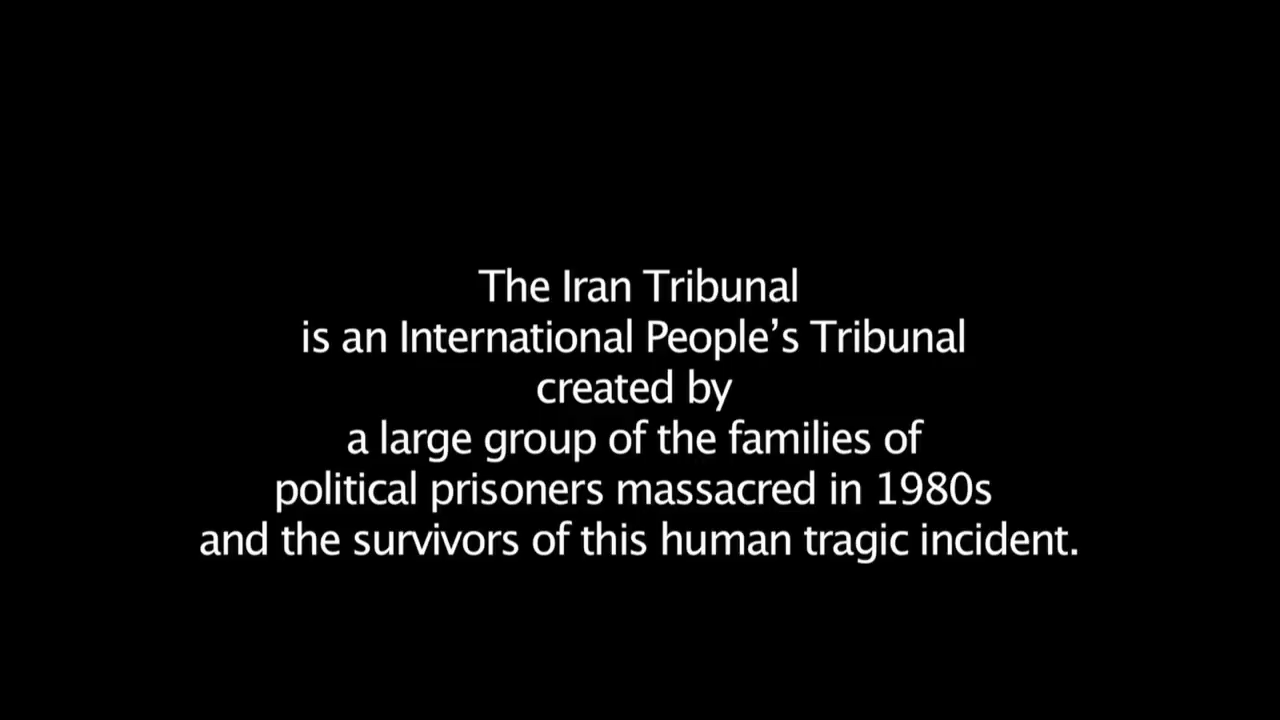 The Iran Tribunal
is an International People’s Tribunal
created by
a large group of the families of
political prisoners massacred in 1980s
and the survivors of this human tragic incident.